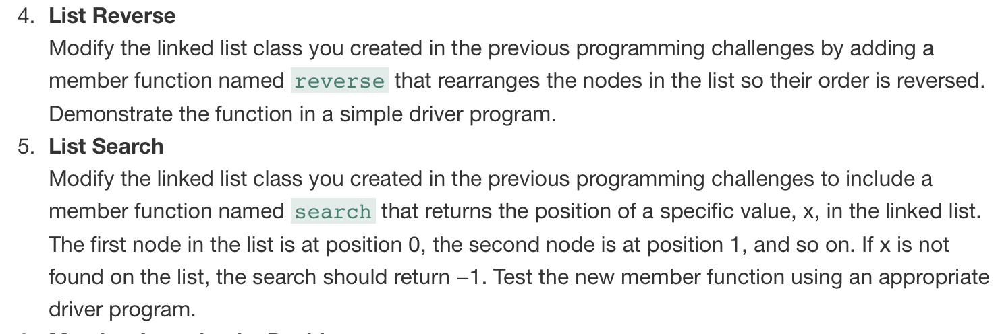 4. List Reverse
Modify the linked list class you created in the previous programming challenges by adding a
member function named reverse that rearranges the nodes in the list so their order is reversed.
Demonstrate the function in a simple driver program.
5. List Search
Modify the linked list class you created in the previous programming challenges to include a
member function named search that returns the position of a specific value, x, in the linked list.
The first node in the list is at position 0, the second node is at position 1, and so on. If x is not
found on the list, the search should return −1. Test the new member function using an appropriate
driver program.